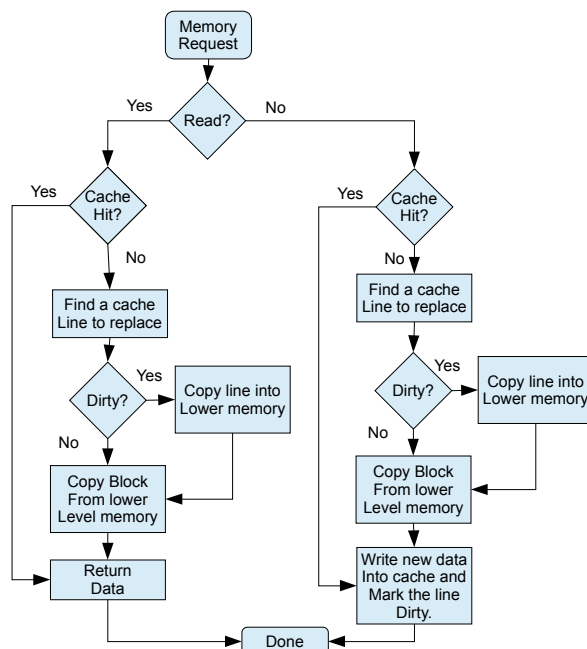 Memory
Request
Yes
No
Read?
Yes
Cache
Hit?
No
Find a cache
Line to replace
Dirty?
Yes
Copy line into
Lower memory
No
Copy Block
From lower
Level memory
Return
Data
Yes
Cache
Hit?
No
Find a cache
Line to replace
Dirty?
Yes
Copy line into
Lower memory
No
Copy Block
From lower
Level memory
Write new data
Into cache and
Mark the line
Dirty.
Done